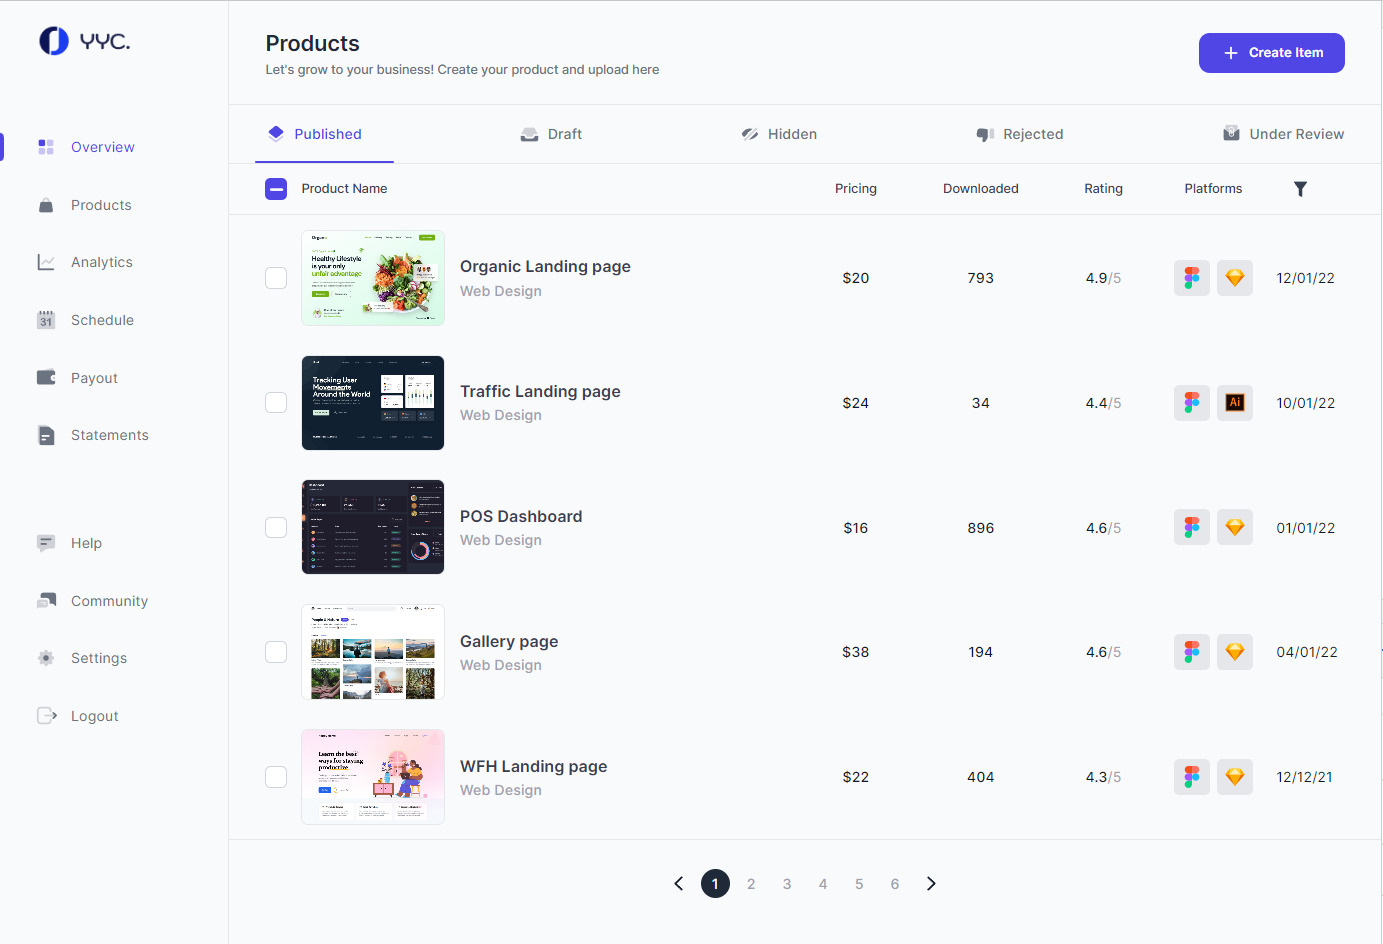 YYC.
Overview
Products
Analytics
Schedule
31
Payout
Statements
Help
Community
Settings
Logout
Products
Let's grow to your business! Create your product and upload here
Create Item
Published
Draft
Hidden
Rejected
Under Review
Product Name
Pricing
Downloaded
Rating
Platforms
Healthy Lifestyle
is your only
unfair advantage
Organic Landing page
Web Design
$20
793
4.9/5
12/01/22
Tracking User
Movements
Around the World
Traffic Landing page
Web Design
$24
34
4.4/5
Ai
10/01/22
POS Dashboard
Web Design
$16
896
4.6/5
01/01/22
People & Nature
Gallery page
Web Design
$38
194
4.6/5
04/01/22
Learn the best
ways for staying
productive
WFH Landing page
Web Design
$22
404
4.3/5
12/12/21
1
2
3
4
5
6